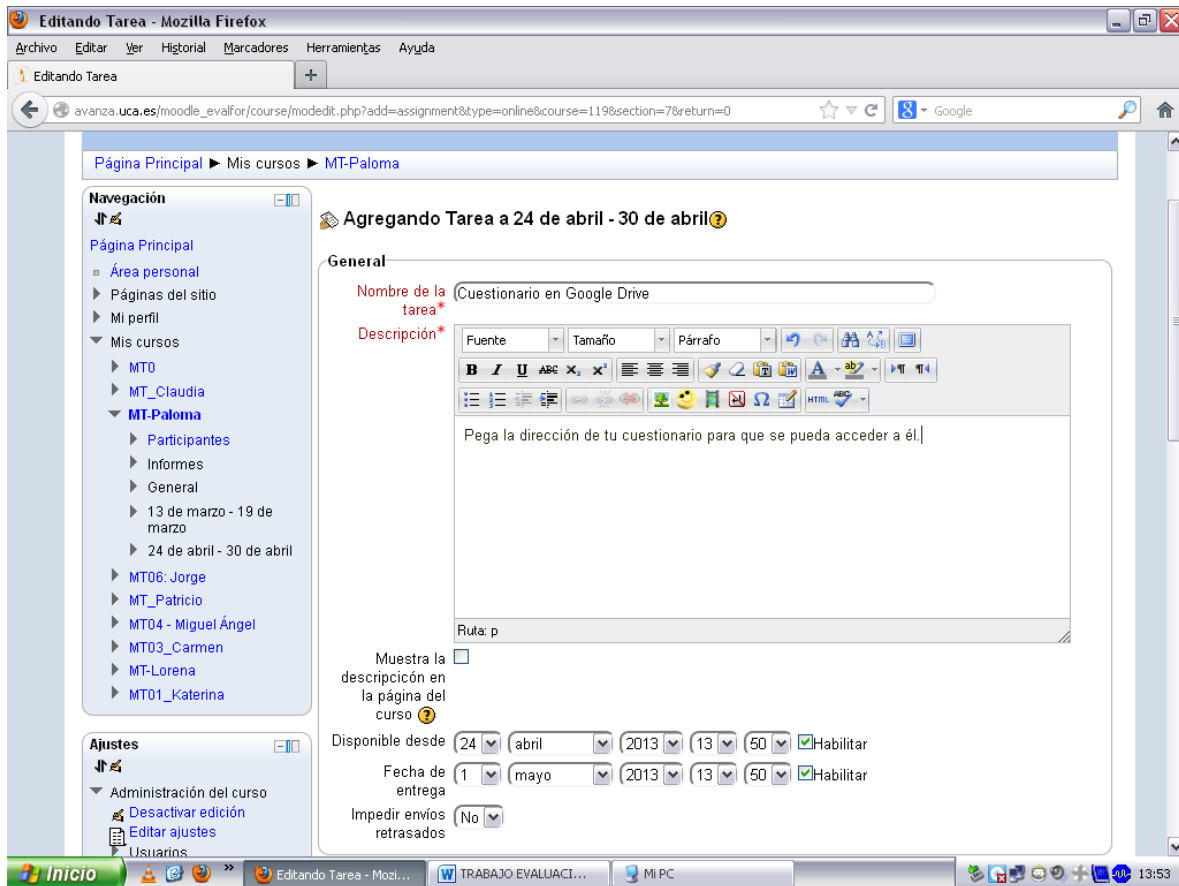 Editando Tarea - Mozilla Firefox
Archivo Editar Ver Historial Marcadores Herramientas Ayuda
Editando Tarea
avanza.uca.es/moodle_evalfor/course/modedit.php?add=assignment&type=online&course=119&section=7&return=0
Google
Página Principal ► Mis cursos ► MT-Paloma
Navegación
Página Principal
Área personal
Páginas del sitio
Mi perfil
Mis cursos
MT0
MT_Claudia
MT-Paloma
Participantes
Informes
General
13 de marzo - 19 de
marzo
24 de abril - 30 de abril
MT06: Jorge
MT_Patricio
MT04 - Miguel Ángel
MT03_Carmen
MT-Lorena
MT01_Katerina
Ajustes
Administración del curso
Desactivar edición
Editar ajustes
Usuarios
Agregando Tarea a 24 de abril - 30 de abril
General
Nombre de la
tarea*
Cuestionario en Google Drive
Descripción*
Fuente Tamaño Párrafo
B I U ABC X₂ X²
HTML ABC
Pega la dirección de tu cuestionario para que se pueda acceder a él.
Ruta: p
Muestra la
descripcicón en
la página del
curso
Disponible desde 24 abril 2013 13 50 Habilitar
Fecha de
entrega
1 mayo 2013 13 50 Habilitar
Impedir envíos
retrasados
No
Inicio » Editando Tarea - Mozi... TRABAJO EVALUACI... Mi PC 13:53